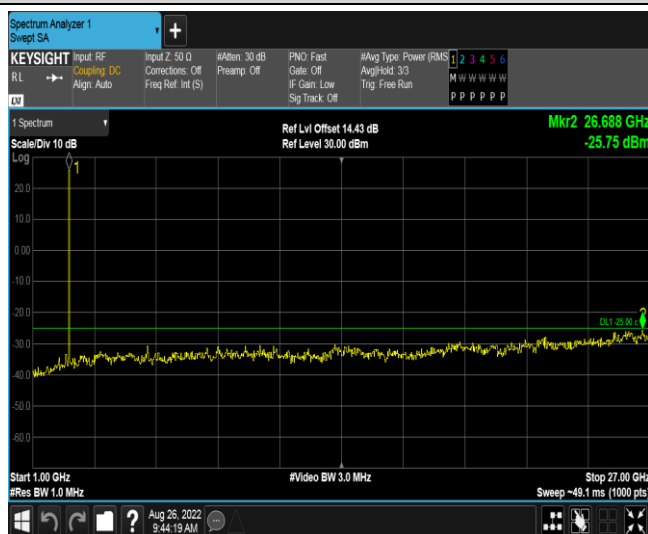 Spectrum Analyzer 1
Swept SA
KEYSIGHT
RL
LXI
Input: RF
Coupling: DC
Align: Auto
Input Z: 50 Ω
Corrections: Off
Freq Ref: Int (S)
#Atten: 30 dB
Preamp: Off
PNO: Fast
Gate: Off
IF Gain: Low
Sig Track: Off
#Avg Type: Power (RMS
Avg|Hold: 3/3
Trig: Free Run
1 2 3 4 5 6
M W W W W W
P P P P P P
1 Spectrum
Scale/Div 10 dB
Log
Ref Lvl Offset 14.43 dB
Ref Level 30.00 dBm
Mkr2 26.688 GHz
-25.75 dBm
1
20.0
10.0
0.00
-10.0
-20.0
DL1 -25.00
-30.0
-40.0
-50.0
-60.0
Start 1.00 GHz
#Res BW 1.0 MHz
#Video BW 3.0 MHz
Stop 27.00 GHz
Sweep ~49.1 ms (1000 pts)
?
Aug 26, 2022
9:44:19 AM